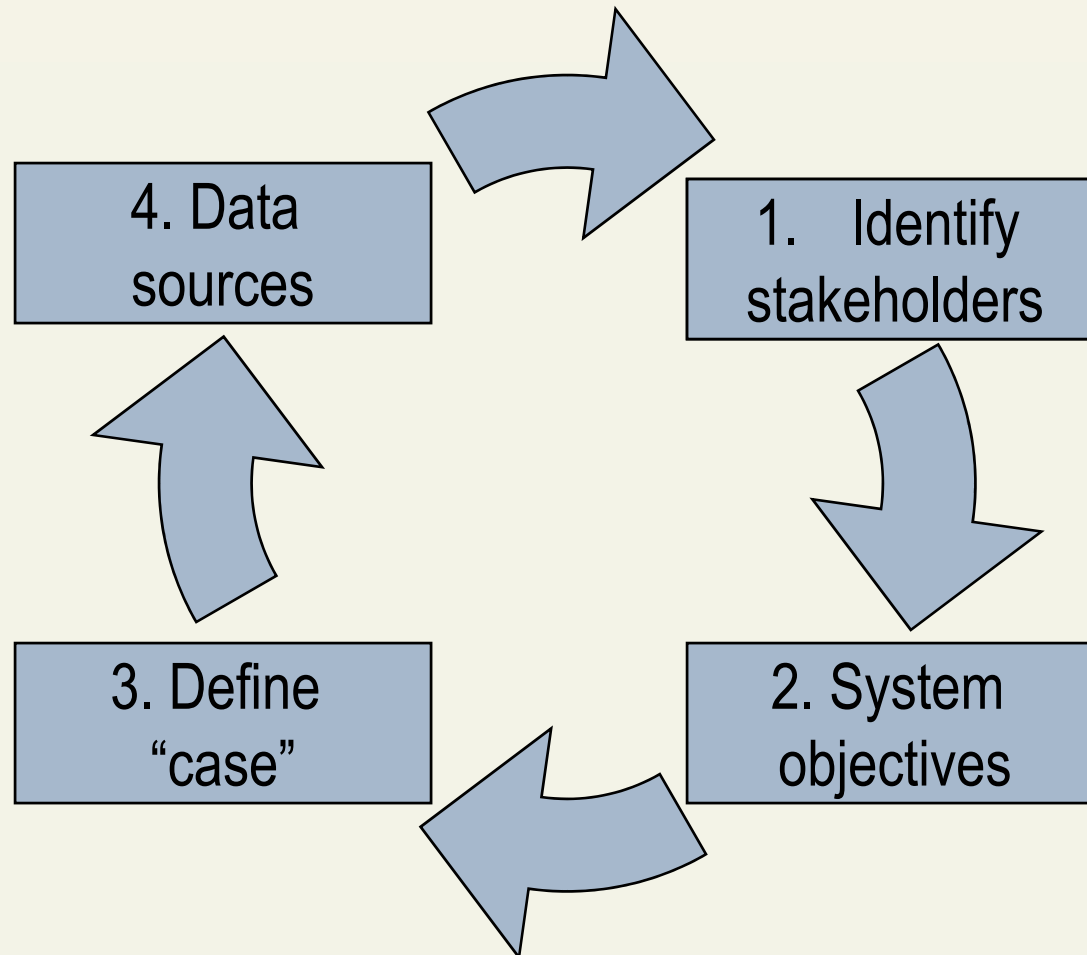 4. Data
sources
1. Identify
stakeholders
3. Define
“case”
2. System
objectives